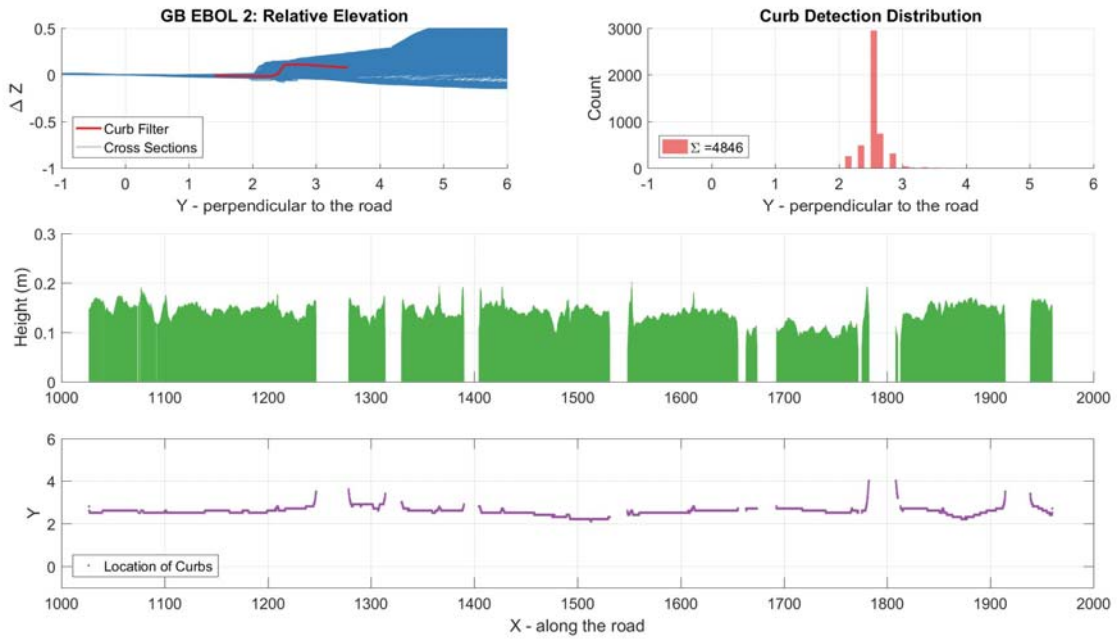 GB EBOL 2: Relative Elevation
0.5
0
-0.5
-1
Δ Z
Curb Filter
Cross Sections
-1 0 1 2 3 4 5 6
Y - perpendicular to the road
Curb Detection Distribution
3000
2000
1000
0
Count
Σ =4846
-1 0 1 2 3 4 5 6
Y - perpendicular to the road
0.3
0.2
0.1
0
Height (m)
1000 1100 1200 1300 1400 1500 1600 1700 1800 1900 2000
6
4
2
0
Y
Location of Curbs
1000 1100 1200 1300 1400 1500 1600 1700 1800 1900 2000
X - along the road